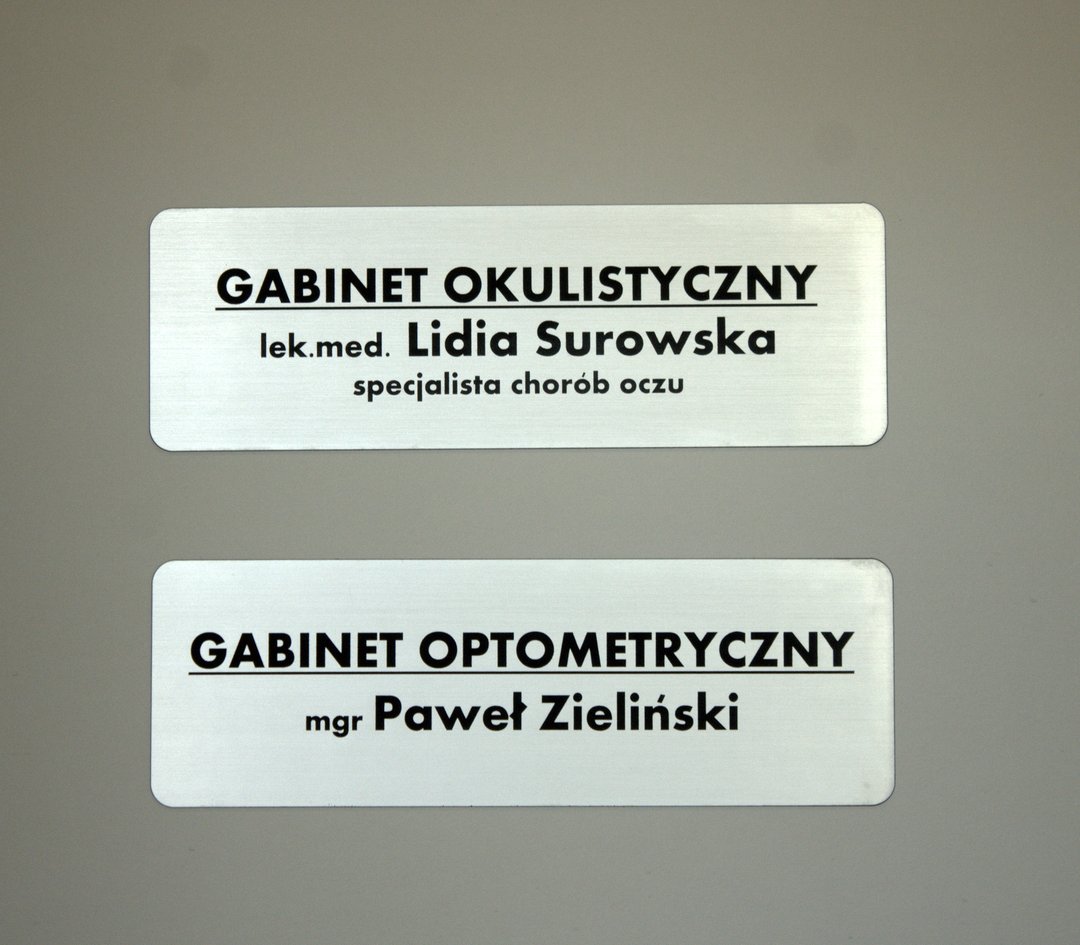 GABINET OKULISTYCZNY
lek.med. Lidia Surowska
specjalista chorób oczu
GABINET OPTOMETRYCZNY
mgr Paweł Zieliński